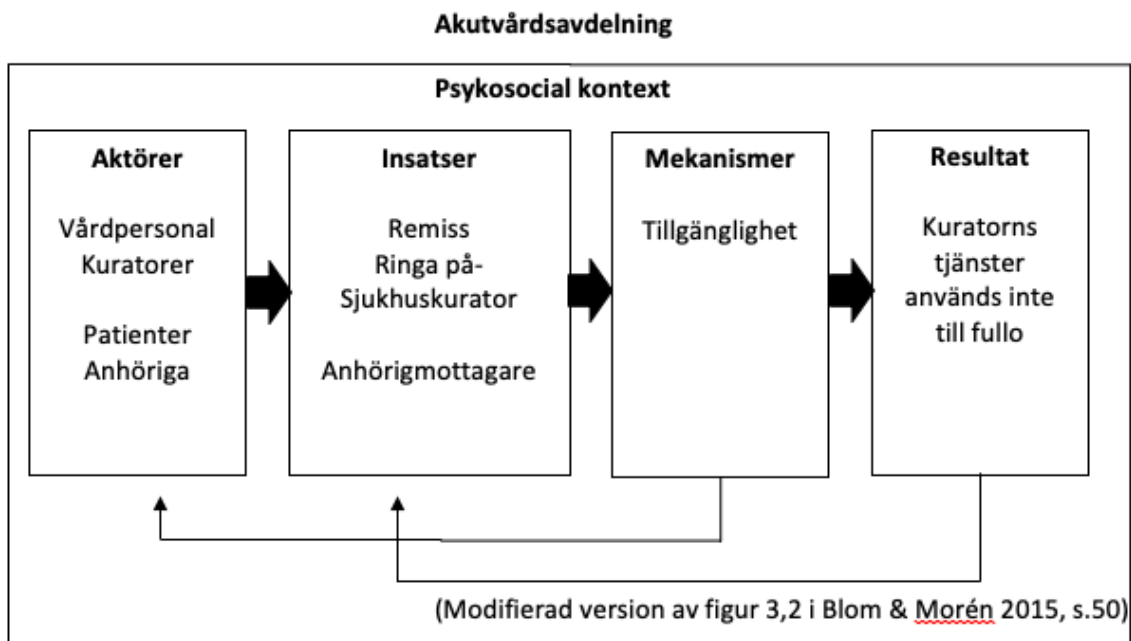 Akutvårdsavdelning
Psykosocial kontext
Aktörer
Vårdpersonal
Kuratorer
Patienter
Anhöriga
Insatser
Remiss
Ringa på-
Sjukhuskurator
Anhörigmottagare
Mekanismer
Tillgänglighet
Resultat
Kuratorns
tjänster
används inte
till fullo
(Modifierad version av figur 3,2 i Blom & Morén 2015, s.50)